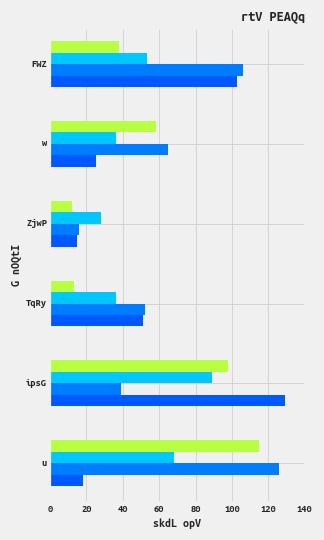 rtV PEAQq
FWZ
w
ZjwP
TqRy
ipsG
u
G nOQtI
0 20 40 60 80 100 120 140
skdL opV